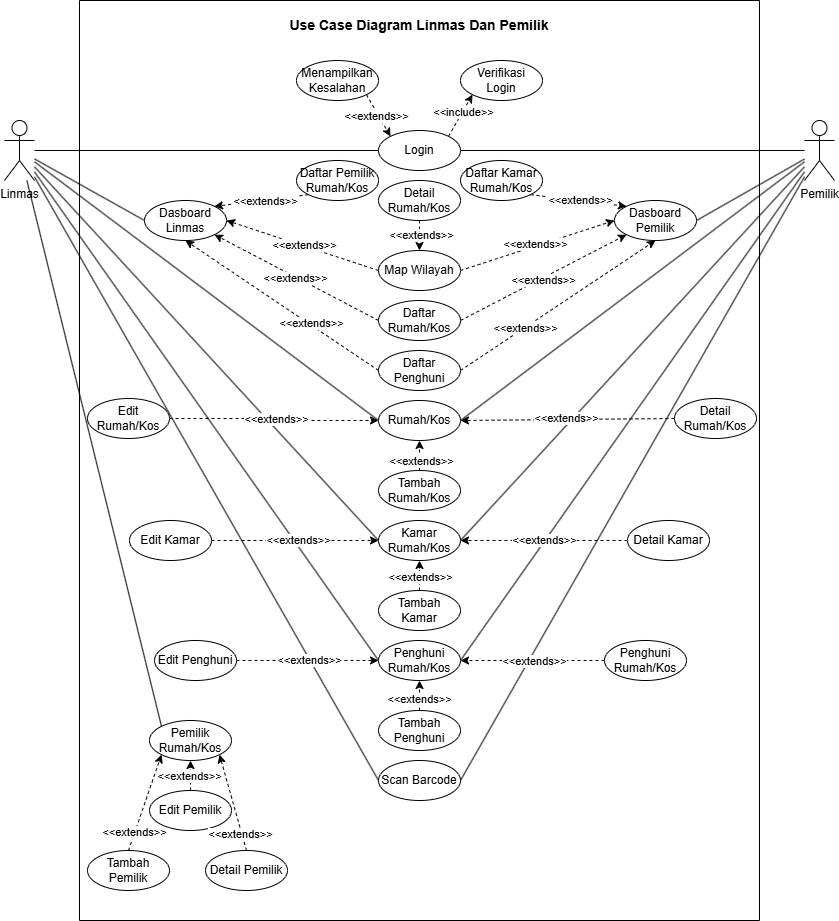 Use Case Diagram Linmas Dan Pemilik
Menampilkan
Kesalahan
Verifikasi
Login
<<extends>>
<<include>>
Login
Linmas
Pemilik
Daftar Pemilik
Rumah/Kos
Detail
Rumah/Kos
Daftar Kamar
Rumah/Kos
<<extends>>
<<extends>>
Dasboard
Linmas
Dasboard
Pemilik
<<extends>>
<<extends>>
<<extends>>
Map Wilayah
<<extends>>
<<extends>>
Daftar
Rumah/Kos
<<extends>>
<<extends>>
Daftar
Penghuni
Edit
Rumah/Kos
<<extends>>
Rumah/Kos
<<extends>>
Detail
Rumah/Kos
<<extends>>
Tambah
Rumah/Kos
Edit Kamar
<<extends>>
Kamar
Rumah/Kos
<<extends>>
Detail Kamar
<<extends>>
Tambah
Kamar
Edit Penghuni
<<extends>>
Penghuni
Rumah/Kos
<<extends>>
Penghuni
Rumah/Kos
<<extends>>
Tambah
Penghuni
Pemilik
Rumah/Kos
<<extends>>
Scan Barcode
Edit Pemilik
<<extends>>
<<extends>>
Tambah
Pemilik
Detail Pemilik